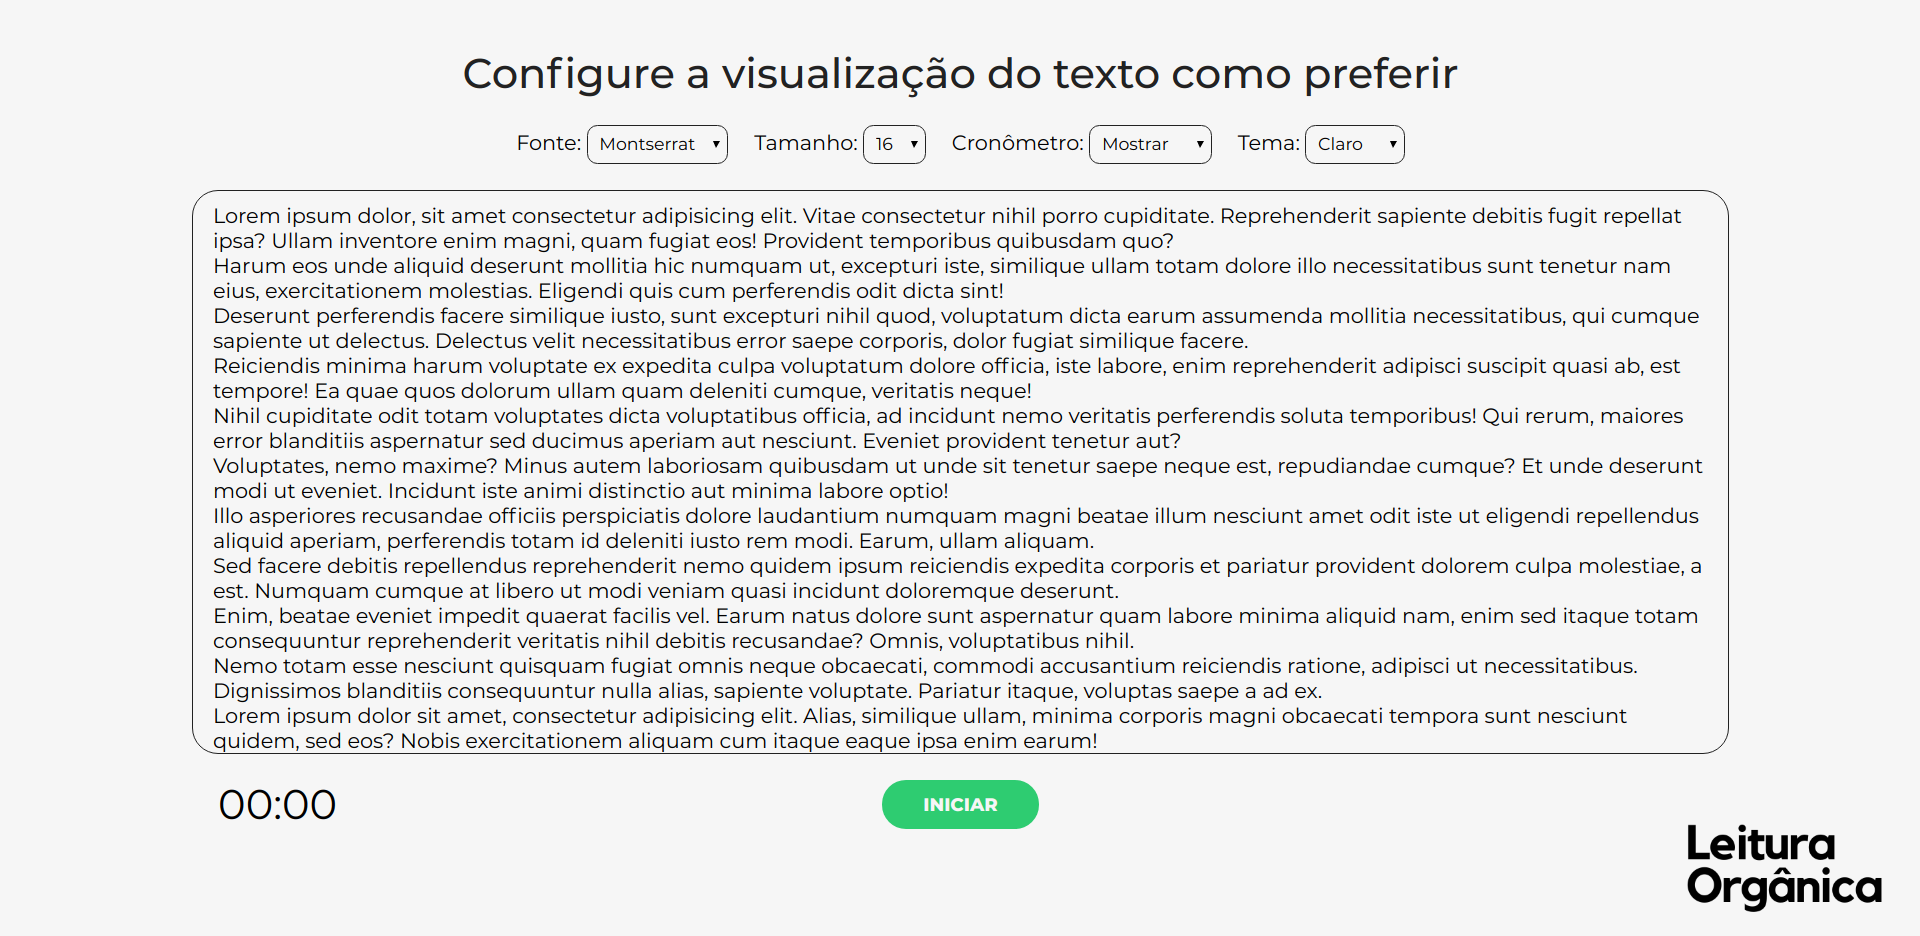 Configure a visualização do texto como preferir
Fonte: Montserrat Tamanho: 16 Cronômetro: Mostrar Tema: Claro
Lorem ipsum dolor, sit amet consectetur adipisicing elit. Vitae consectetur nihil porro cupiditate. Reprehenderit sapiente debitis fugit repellat
ipsa? Ullam inventore enim magni, quam fugiat eos! Provident temporibus quibusdam quo?
Harum eos unde aliquid deserunt mollitia hic numquam ut, excepturi iste, similique ullam totam dolore illo necessitatibus sunt tenetur nam
eius, exercitationem molestias. Eligendi quis cum perferendis odit dicta sint!
Deserunt perferendis facere similique iusto, sunt excepturi nihil quod, voluptatum dicta earum assumenda mollitia necessitatibus, qui cumque
sapiente ut delectus. Delectus velit necessitatibus error saepe corporis, dolor fugiat similique facere.
Reiciendis minima harum voluptate ex expedita culpa voluptatum dolore officia, iste labore, enim reprehenderit adipisci suscipit quasi ab, est
tempore! Ea quae quos dolorum ullam quam deleniti cumque, veritatis neque!
Nihil cupiditate odit totam voluptates dicta voluptatibus officia, ad incidunt nemo veritatis perferendis soluta temporibus! Qui rerum, maiores
error blanditiis aspernatur sed ducimus aperiam aut nesciunt. Eveniet provident tenetur aut?
Voluptates, nemo maxime? Minus autem laboriosam quibusdam ut unde sit tenetur saepe neque est, repudiandae cumque? Et unde deserunt
modi ut eveniet. Incidunt iste animi distinctio aut minima labore optio!
Illo asperiores recusandae officiis perspiciatis dolore laudantium numquam magni beatae illum nesciunt amet odit iste ut eligendi repellendus
aliquid aperiam, perferendis totam id deleniti iusto rem modi. Earum, ullam aliquam.
Sed facere debitis repellendus reprehenderit nemo quidem ipsum reiciendis expedita corporis et pariatur provident dolorem culpa molestiae, a
est. Numquam cumque at libero ut modi veniam quasi incidunt doloremque deserunt.
Enim, beatae eveniet impedit quaerat facilis vel. Earum natus dolore sunt aspernatur quam labore minima aliquid nam, enim sed itaque totam
consequuntur reprehenderit veritatis nihil debitis recusandae? Omnis, voluptatibus nihil.
Nemo totam esse nesciunt quisquam fugiat omnis neque obcaecati, commodi accusantium reiciendis ratione, adipisci ut necessitatibus.
Dignissimos blanditiis consequuntur nulla alias, sapiente voluptate. Pariatur itaque, voluptas saepe a ad ex.
Lorem ipsum dolor sit amet, consectetur adipisicing elit. Alias, similique ullam, minima corporis magni obcaecati tempora sunt nesciunt
quidem, sed eos? Nobis exercitationem aliquam cum itaque eaque ipsa enim earum!
00:00 INICIAR
Leitura
Orgânica